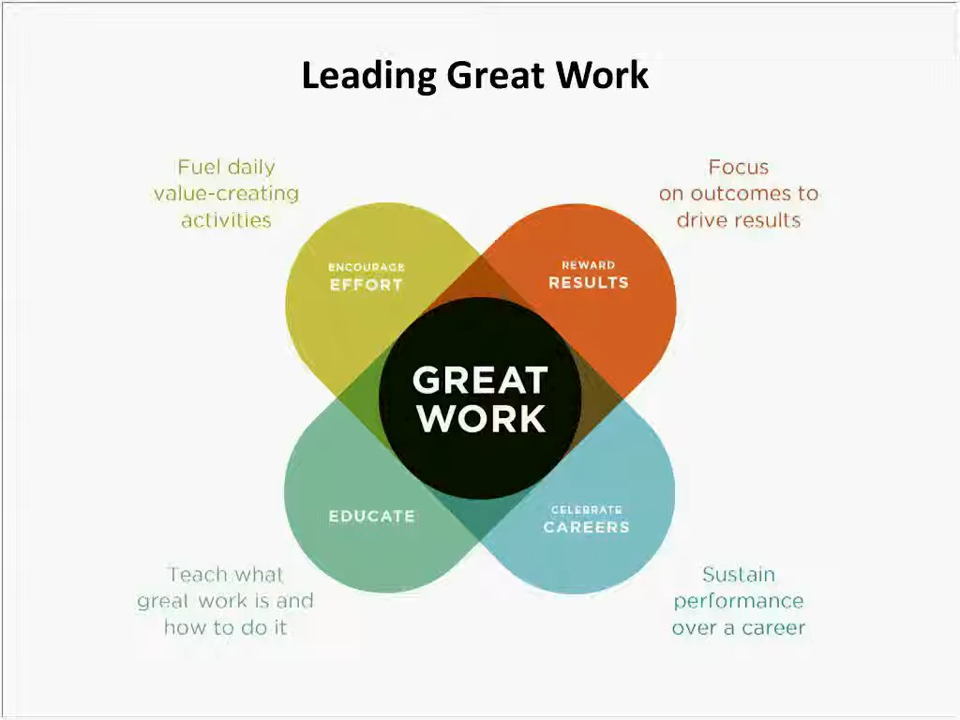 Leading Great Work
Fuel daily
value-creating
activities
Focus
on outcomes to
drive results
ENCOURAGE
EFFORT
REWARD
RESULTS
GREAT
WORK
EDUCATE
CELEBRATE
CAREERS
Teach what
great work is and
how to do it
Sustain
performance
over a career